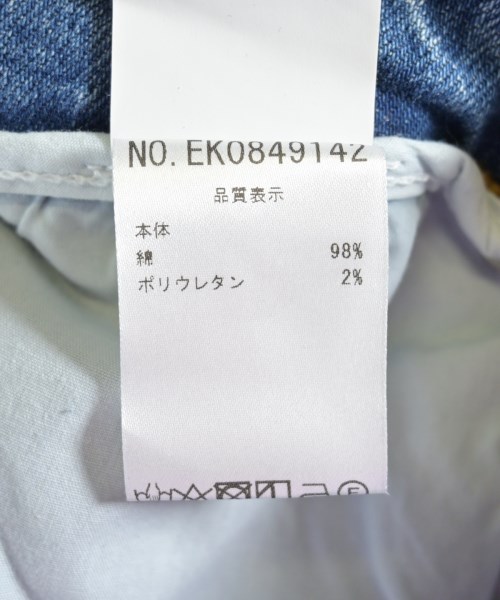 NO. EK0849142
品質表示
本体
綿 98%
ポリウレタン 2%